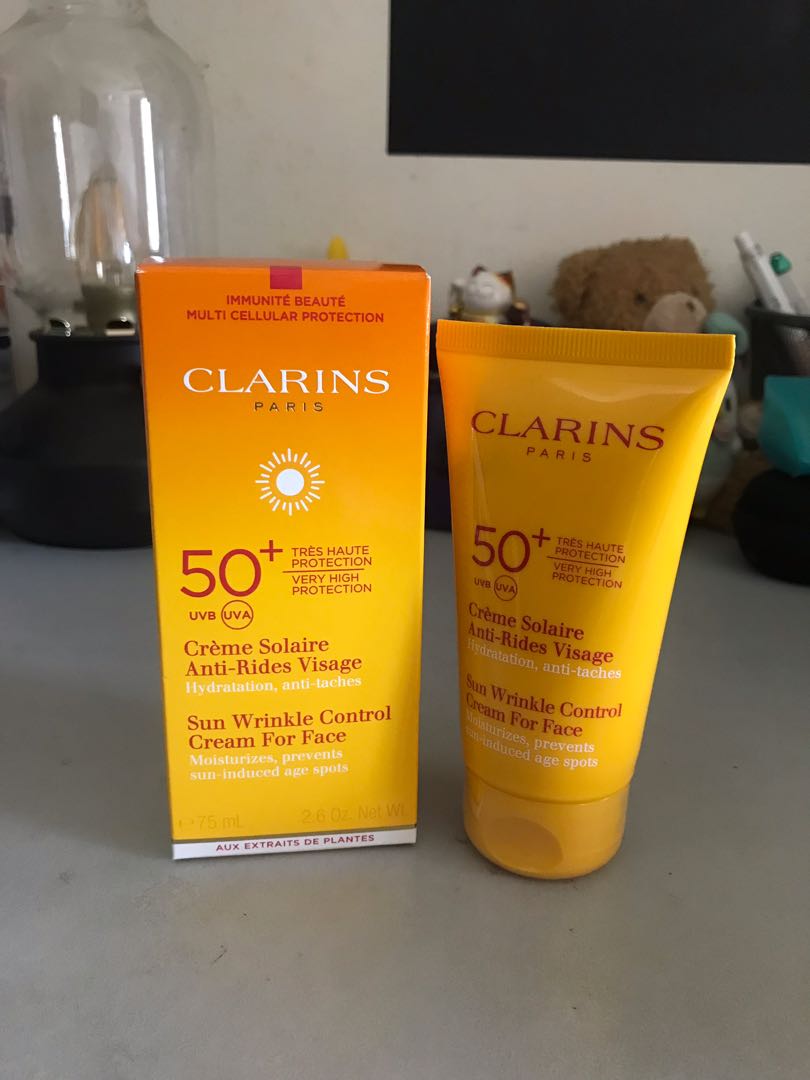 IMMUNITÉ BEAUTÉ
MULTI CELLULAR PROTECTION
CLARINS
PARIS
50+ TRÈS HAUTE
PROTECTION
VERY HIGH
PROTECTION
UVB UVA
Crème Solaire
Anti-Rides Visage
Hydratation, anti-taches
Sun Wrinkle Control
Cream For Face
Moisturizes, prevents
sun-induced age spots
75 mL 2.6 Oz. Net Wt.
AUX EXTRAITS DE PLANTES
CLARINS
PARIS
50+ TRÈS HAUTE
PROTECTION
VERY HIGH
PROTECTION
UVB UVA
Crème Solaire
Anti-Rides Visage
Hydratation, anti-taches
Sun Wrinkle Control
Cream For Face
Moisturizes, prevents
sun-induced age spots